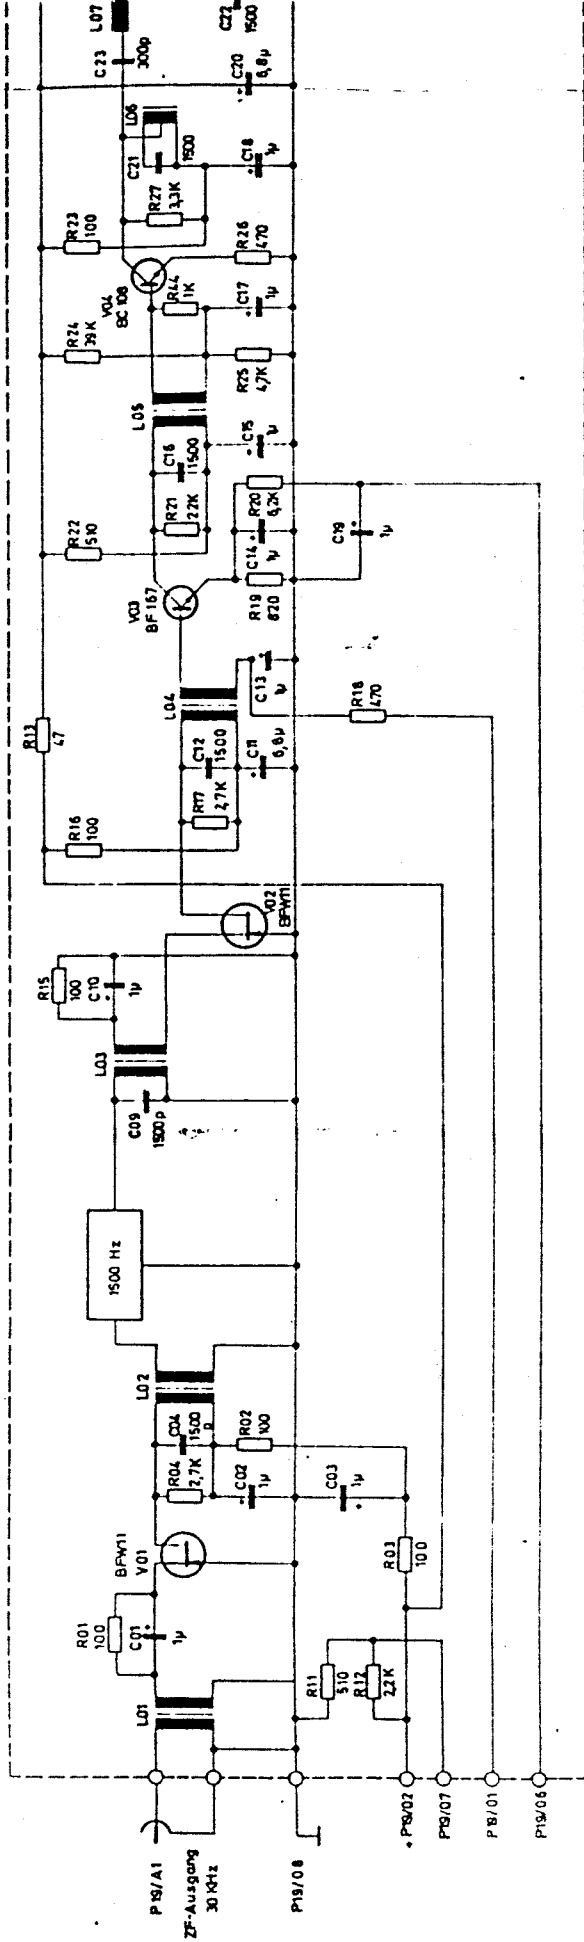 P19/A1
ZF-Ausgang
30 KHz
P19/08
+ P19/02
P19/07
P19/01
P19/06
L01
R01
100
C01
+
1µ
BFW11
V01
R11
510
R12
2,2K
R03
100
R04
2,7K
C04
1500
p
R02
100
C02
+
1µ
C03
+
1µ
L02
1500 Hz
C09
1500 p
L03
R15
100
C10
+
1µ
V02
BFW11
R16
100
R13
47
R17
2,7K
C12
1500
C11
+
6,8µ
L04
C13
+
1µ
R18
470
V03
BF167
R22
510
R21
22K
C16
1500
R19
820
C14
+
1µ
R20
6,2K
C15
+
1µ
C19
+
1µ
L05
R24
39K
R23
100
V04
BC 108
R44
1K
R25
4,7K
C17
+
1µ
R26
470
R27
3,3K
C21
1500
L06
C18
+
1µ
C20
+
6,8µ
C23
300p
L07
C22
1500